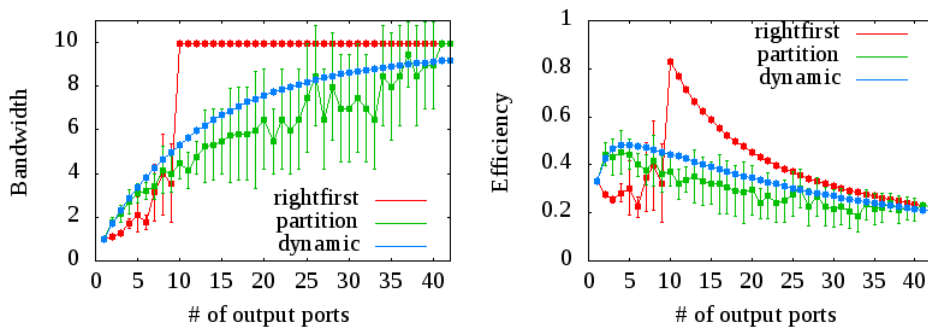 Bandwidth
10
8
6
4
2
0
0 5 10 15 20 25 30 35 40
# of output ports
rightfirst
partition
dynamic
Efficiency
1
0.8
0.6
0.4
0.2
0
0 5 10 15 20 25 30 35 40
# of output ports
rightfirst
partition
dynamic